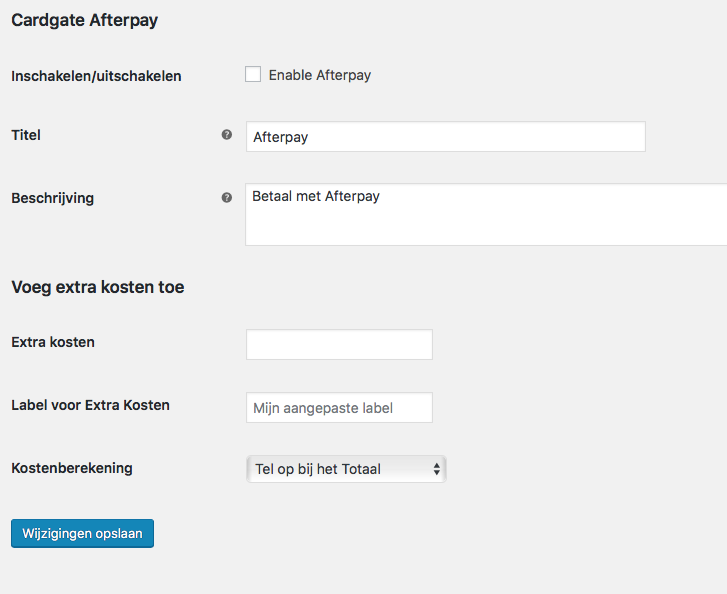 Cardgate Afterpay
Inschakelen/uitschakelen Enable Afterpay
Titel ? Afterpay
Beschrijving ? Betaal met Afterpay
Voeg extra kosten toe
Extra kosten
Label voor Extra Kosten Mijn aangepaste label
Kostenberekening Tel op bij het Totaal
Wijzigingen opslaan